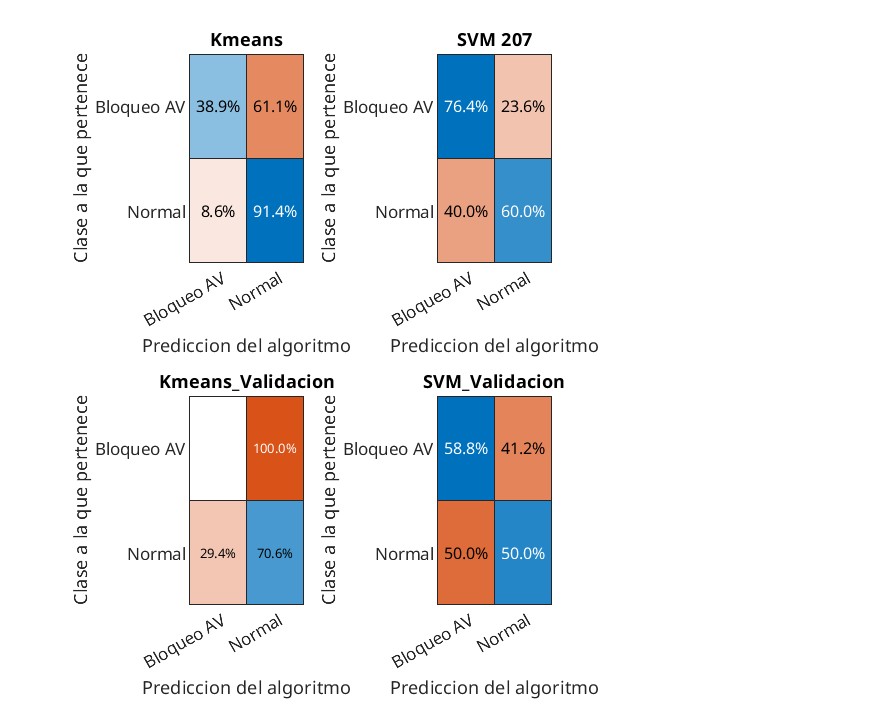 Kmeans
Clase a la que pertenece
Bloqueo AV 38.9% 61.1%
Normal 8.6% 91.4%
Bloqueo AV Normal
Prediccion del algoritmo
SVM 207
Clase a la que pertenece
Bloqueo AV 76.4% 23.6%
Normal 40.0% 60.0%
Bloqueo AV Normal
Prediccion del algoritmo
Kmeans_Validacion
Clase a la que pertenece
Bloqueo AV 100.0%
Normal 29.4% 70.6%
Bloqueo AV Normal
Prediccion del algoritmo
SVM_Validacion
Clase a la que pertenece
Bloqueo AV 58.8% 41.2%
Normal 50.0% 50.0%
Bloqueo AV Normal
Prediccion del algoritmo